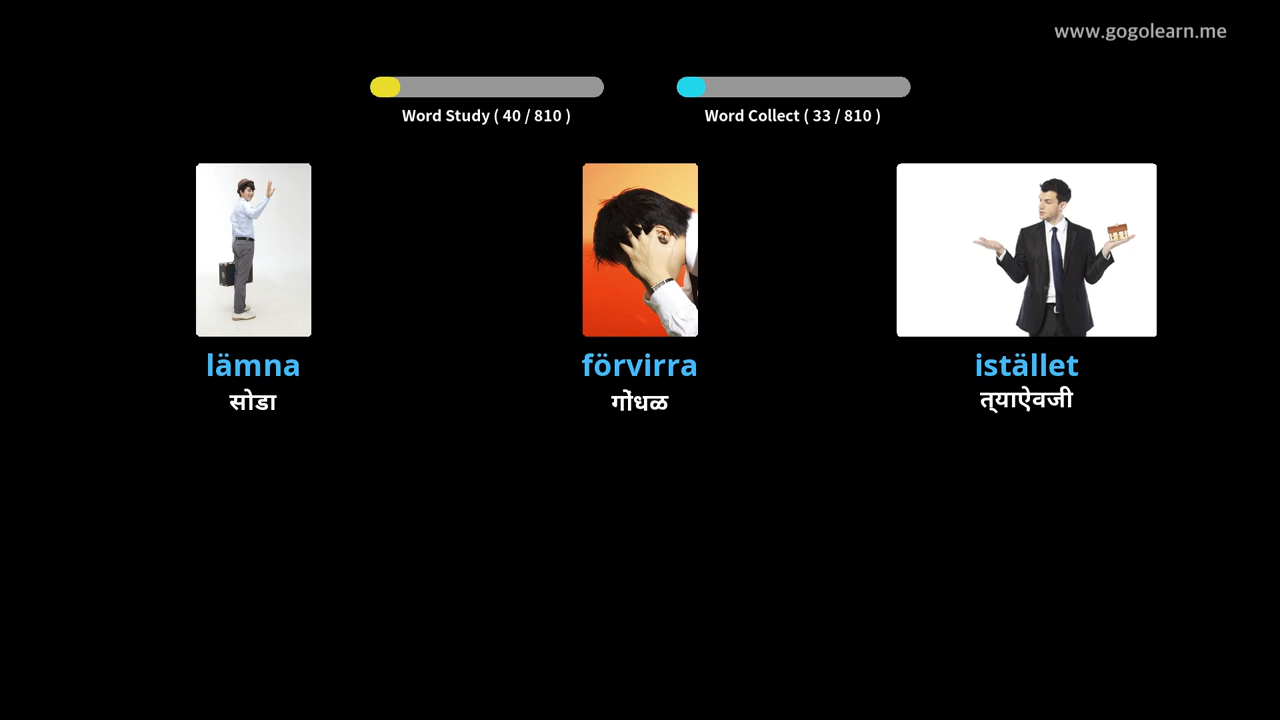 www.gogolearn.me
Word Study ( 40 / 810 )
Word Collect ( 33 / 810 )
lämna
förvirra
istället
सोडा
गोंधळ
त्याऐवजी